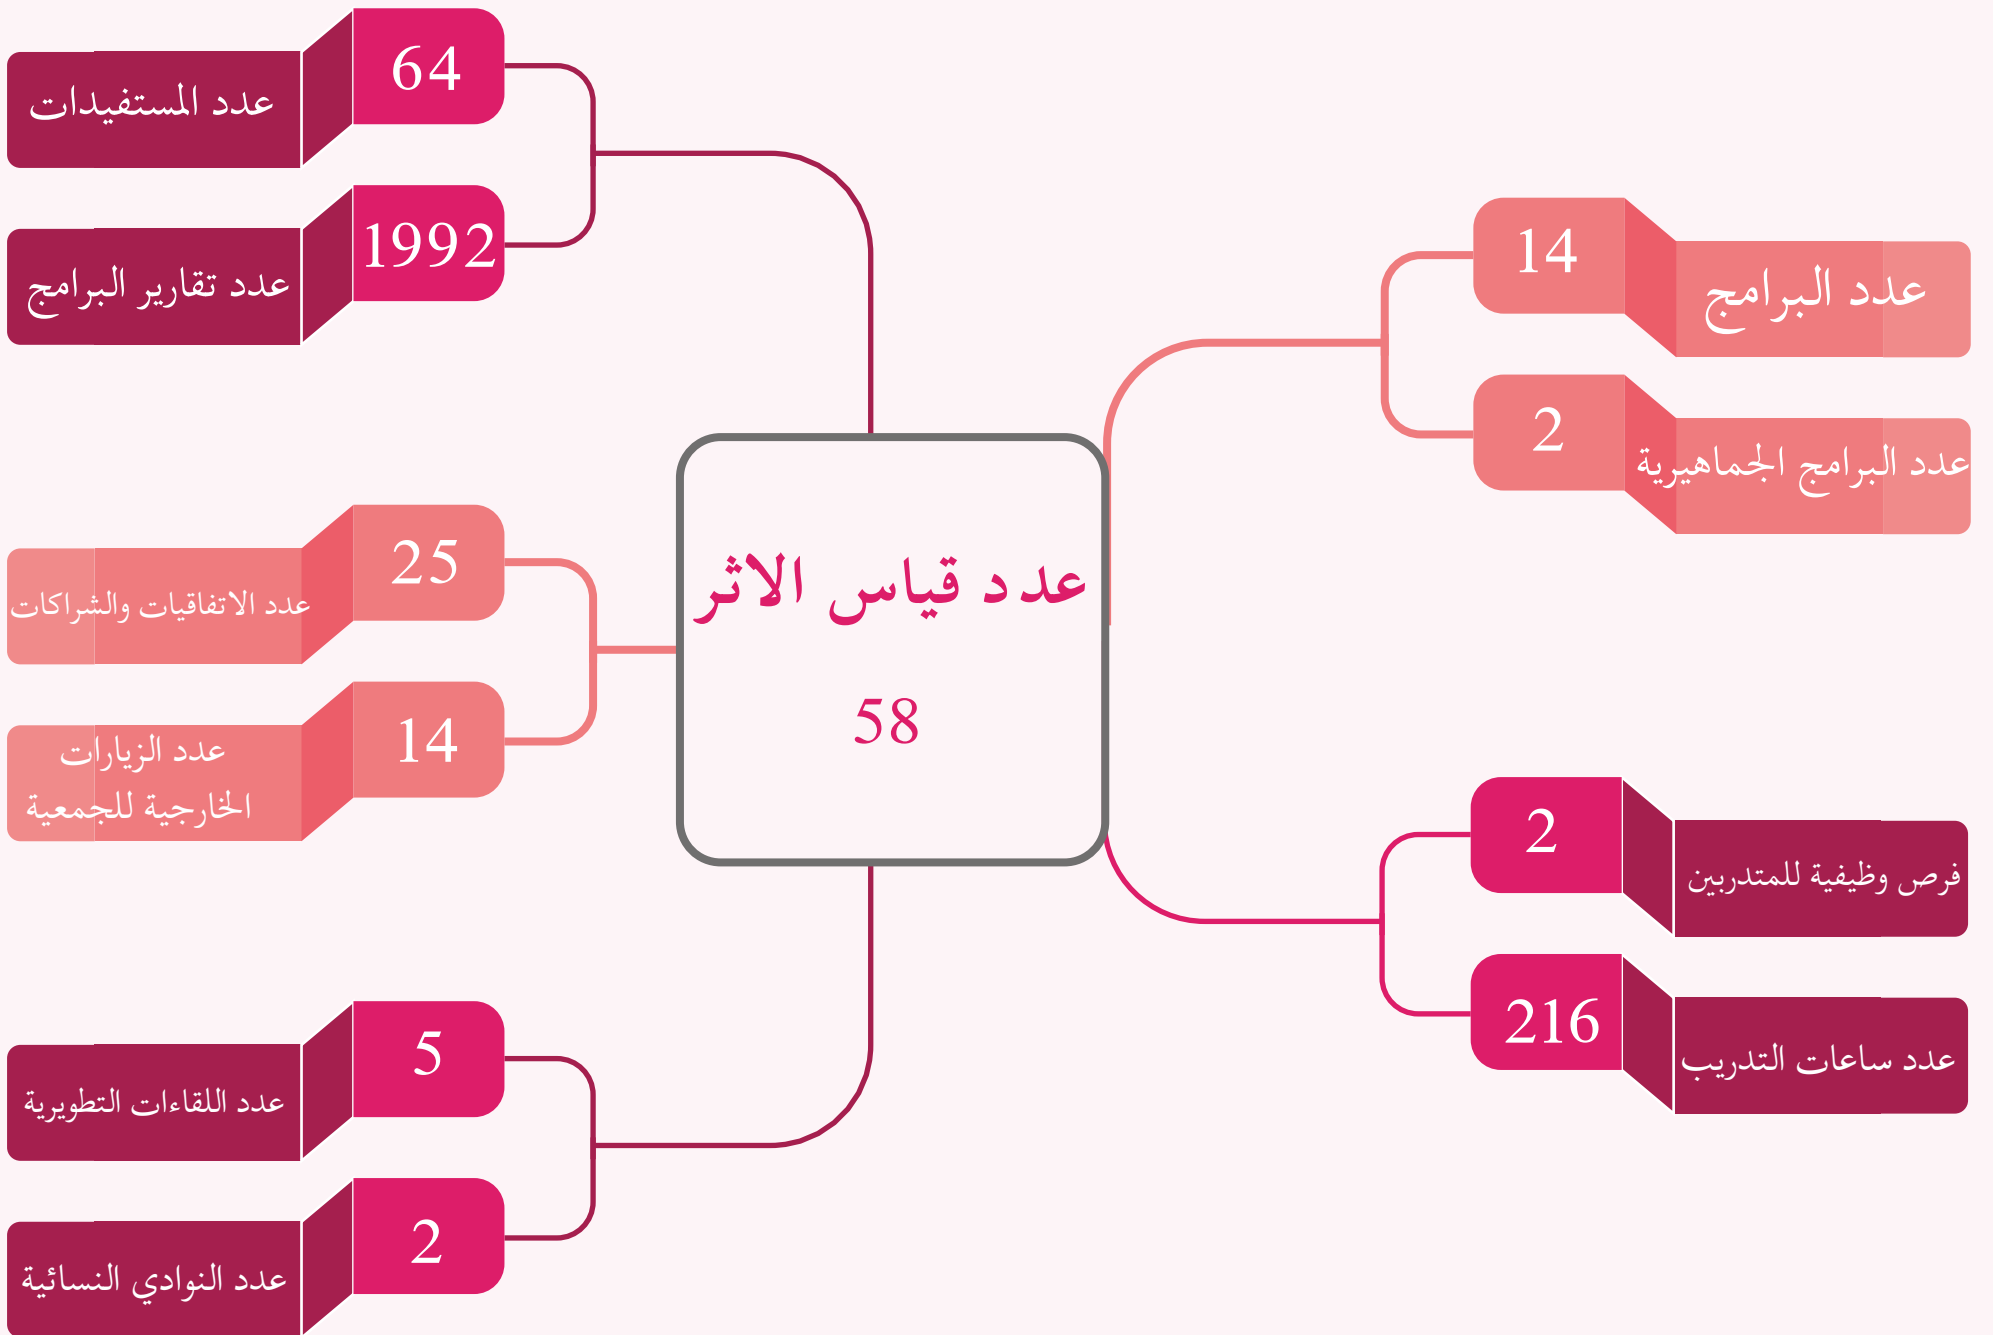 عدد قياس الاثر
58
14
عدد البرامج
2
عدد البرامج الجماهيرية
2
فرص وظيفية للمتدربين
216
عدد ساعات التدريب
64
عدد المستفيدات
1992
عدد تقارير البرامج
25
عدد الاتفاقيات والشراكات
14
عدد الزيارات
الخارجية للجمعية
5
عدد اللقاءات التطويرية
2
عدد النوادي النسائية